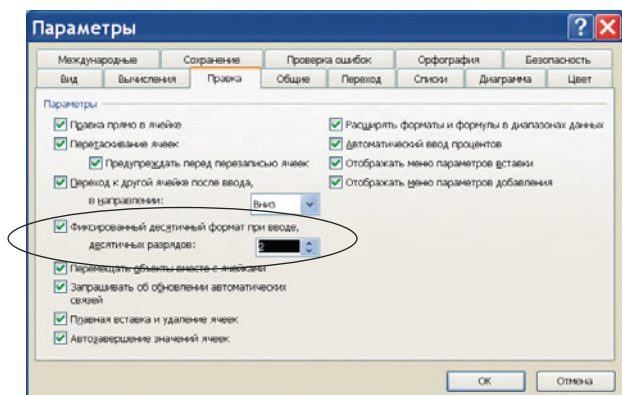 Параметры
Международные Сохранение Проверка ошибок Орфография Безопасность
Вид Вычисления Правка Общие Переход Списки Диаграмма Цвет
Параметры
Правка прямо в ячейке
Перетаскивание ячеек
Предупреждать перед перезаписью ячеек
Переход к другой ячейке после ввода,
в направлении: Вниз
Фиксированный десятичный формат при вводе,
десятичных разрядов: 2
Перемещать объекты вместе с ячейками
Запрашивать об обновлении автоматических
связей
Плавная вставка и удаление ячеек
Автозавершение значений ячеек
Расширять форматы и формулы в диапазонах данных
Автоматический ввод процентов
Отображать меню параметров вставки
Отображать меню параметров добавления
ОК Отмена